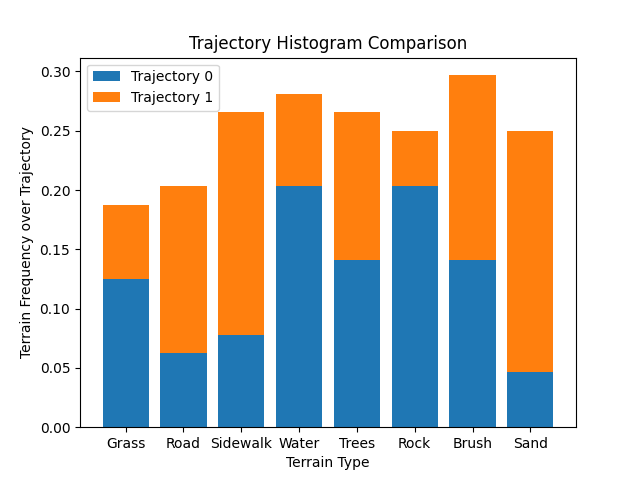 Trajectory Histogram Comparison
Trajectory 0
Trajectory 1
Terrain Frequency over Trajectory
0.30
0.25
0.20
0.15
0.10
0.05
0.00
Grass Road Sidewalk Water Trees Rock Brush Sand
Terrain Type